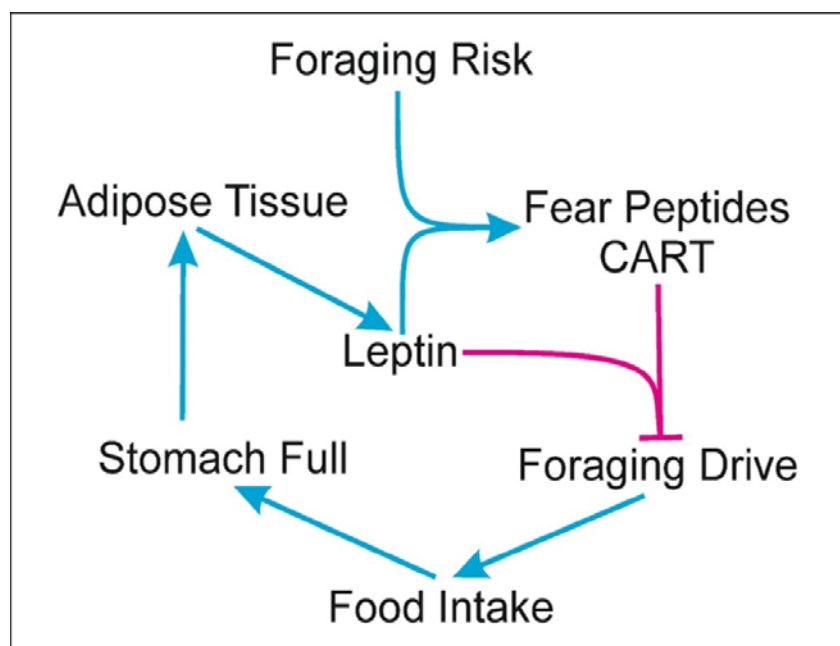 Foraging Risk
Adipose Tissue
Fear Peptides
CART
Leptin
Stomach Full
Foraging Drive
Food Intake